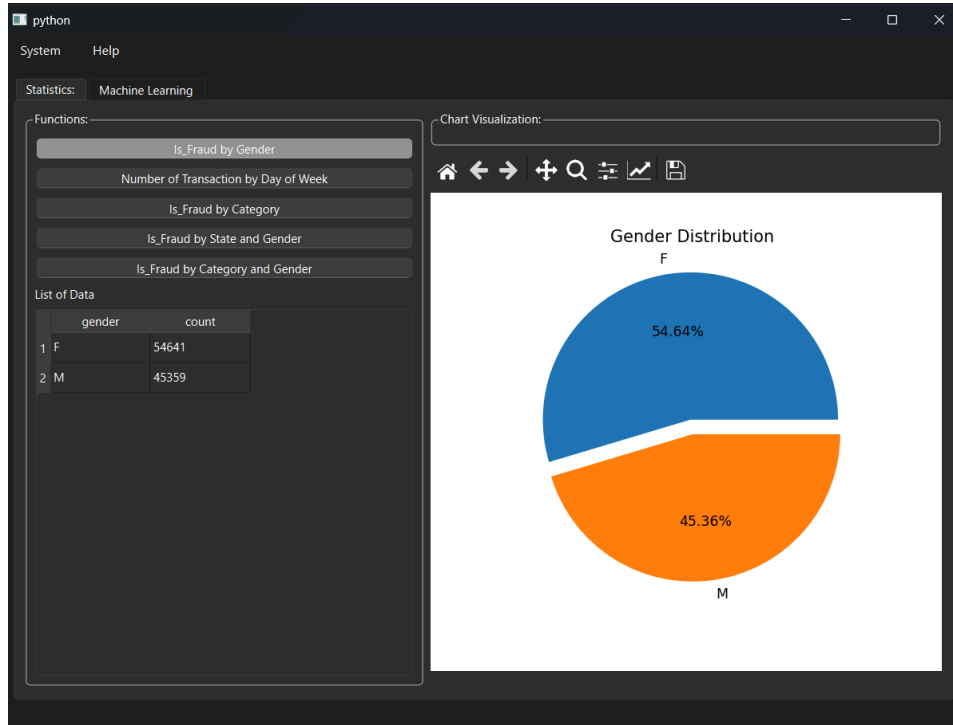 python
System Help
Statistics: Machine Learning
Functions:
Is_Fraud by Gender
Number of Transaction by Day of Week
Is_Fraud by Category
Is_Fraud by State and Gender
Is_Fraud by Category and Gender
List of Data
gender count
1 F 54641
2 M 45359
Chart Visualization:
Gender Distribution
F
54.64%
45.36%
M